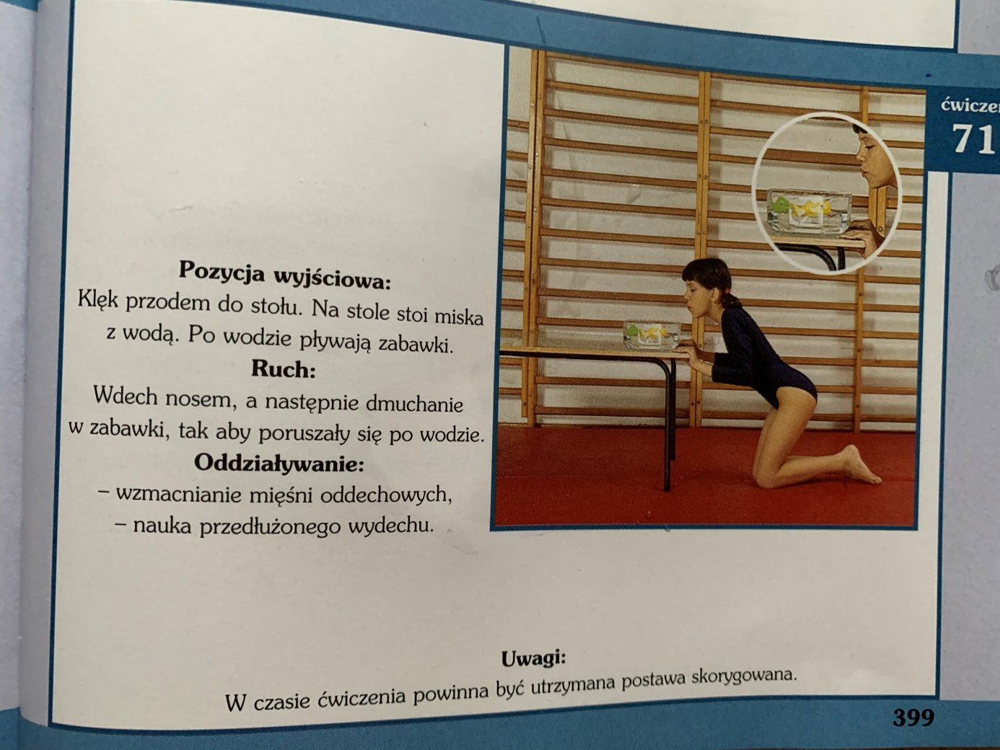 ćwicze
71
Pozycja wyjściowa:
Klęk przodem do stołu. Na stole stoi miska
z wodą. Po wodzie pływają zabawki.
Ruch:
Wdech nosem, a następnie dmuchanie
w zabawki, tak aby poruszały się po wodzie.
Oddziaływanie:
– wzmacnianie mięśni oddechowych,
– nauka przedłużonego wydechu.
Uwagi:
W czasie ćwiczenia powinna być utrzymana postawa skorygowana.
399